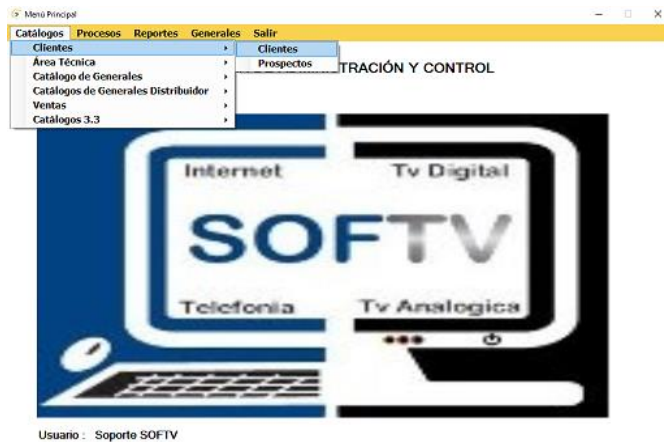 Menú Principal
Catálogos Procesos Reportes Generales Salir
Clientes
Área Técnica
Catálogo de Generales
Catálogos de Generales Distribuidor
Ventas
Catálogos 3.3
Clientes
Prospectos
TRACIÓN Y CONTROL
Internet Tv Digital
SOFTV
Telefonia Tv Analogica
Usuario : Soporte SOFTV